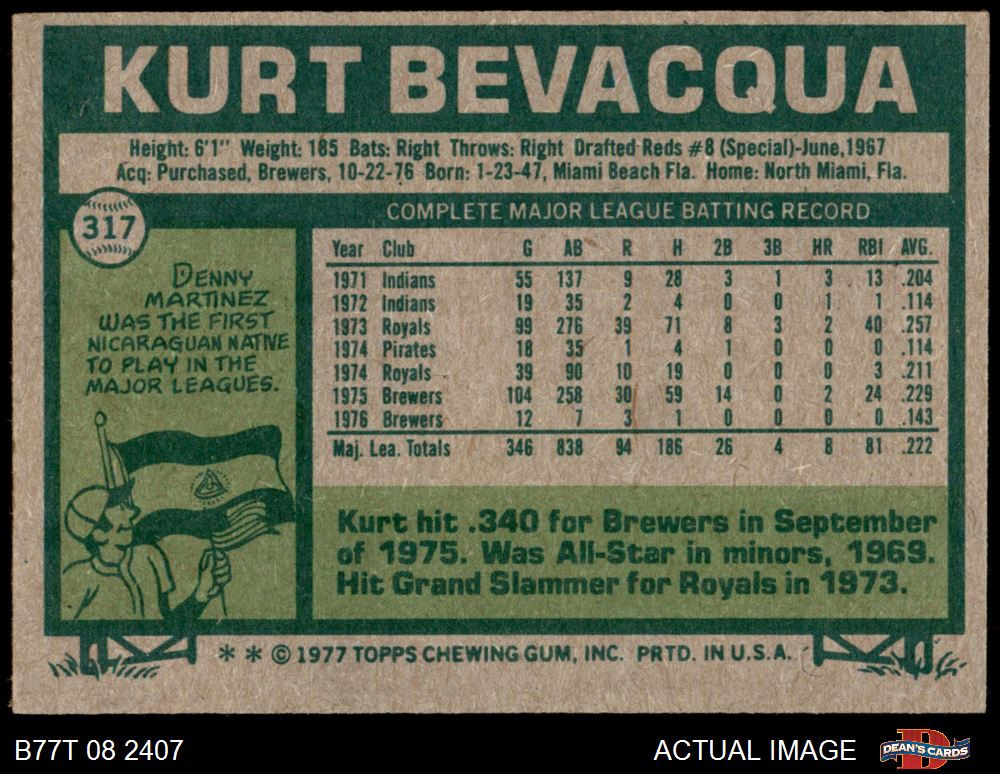 KURT BEVACQUA
Height: 6'1" Weight: 185 Bats: Right Throws: Right Drafted Reds #8 (Special)-June,1967
Acq: Purchased, Brewers, 10-22-76 Born: 1-23-47, Miami Beach Fla. Home: North Miami, Fla.
317
DENNY
MARTINEZ
WAS THE FIRST
NICARAGUAN NATIVE
TO PLAY IN THE
MAJOR LEAGUES.
COMPLETE MAJOR LEAGUE BATTING RECORD
Year Club G AB R H 2B 3B HR RBI AVG.
1971 Indians 55 137 9 28 3 1 3 13 .204
1972 Indians 19 35 2 4 0 0 1 1 .114
1973 Royals 99 276 39 71 8 3 2 40 .257
1974 Pirates 18 35 1 4 1 0 0 0 .114
1974 Royals 39 90 10 19 0 0 0 3 .211
1975 Brewers 104 258 30 59 14 0 2 24 .229
1976 Brewers 12 7 3 1 0 0 0 0 .143
Maj. Lea. Totals 346 838 94 186 26 4 8 81 .222
Kurt hit .340 for Brewers in September
of 1975. Was All-Star in minors, 1969.
Hit Grand Slammer for Royals in 1973.
* * © 1977 TOPPS CHEWING GUM, INC. PRTD. IN U.S.A.
B77T 08 2407
ACTUAL IMAGE
DEAN'S CARDS